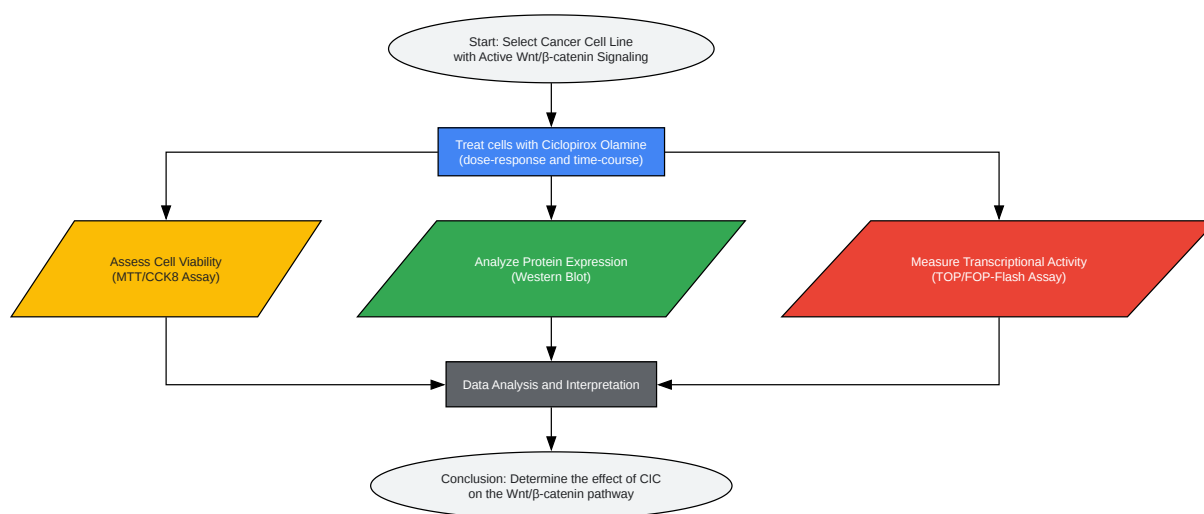 Start: Select Cancer Cell Line
with Active Wnt/β-catenin Signaling
Treat cells with Ciclopirox Olamine
(dose-response and time-course)
Assess Cell Viability
(MTT/CCK8 Assay)
Analyze Protein Expression
(Western Blot)
Measure Transcriptional Activity
(TOP/FOP-Flash Assay)
Data Analysis and Interpretation
Conclusion: Determine the effect of CIC
on the Wnt/β-catenin pathway